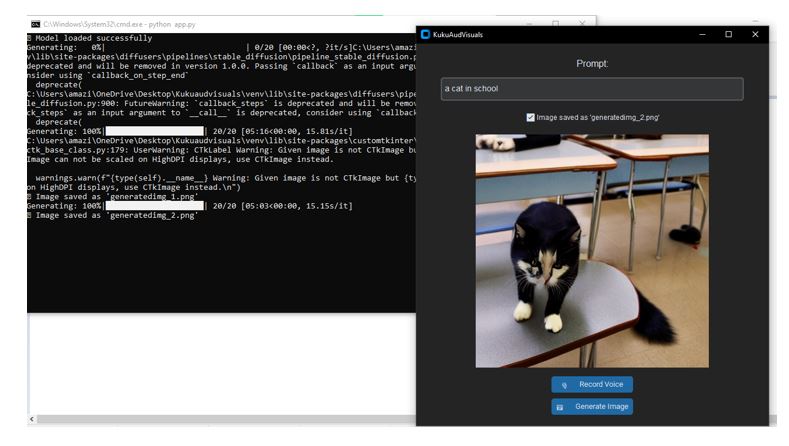 C:\Windows\System32\cmd.exe - python app.py
Model loaded successfully
Generating:   0%|          | 0/20 [00:00<?, ?it/s]C:\Users\amazi
v\lib\site-packages\diffusers\pipelines\stable_diffusion\pipeline_stable_diffusion.p
deprecated and will be removed in version 1.0.0. Passing `callback` as an input argu
nsider using `callback_on_step_end`
deprecate(
C:\Users\amazi\OneDrive\Desktop\Kukuaudvisuals\venv\lib\site-packages\diffusers\pipe
le_diffusion.py:900: FutureWarning: `callback_steps` is deprecated and will be remov
ck_steps` as an input argument to `__call__` is deprecated, consider using `callback
deprecate(
Generating: 100%| | 20/20 [05:16<00:00, 15.81s/it]
C:\Users\amazi\OneDrive\Desktop\Kukuaudvisuals\venv\lib\site-packages\customtkinter\
ctk_base_class.py:179: UserWarning: CTkLabel Warning: Given image is not CTkImage bu
Image can not be scaled on HighDPI displays, use CTkImage instead.
warnings.warn(f"{type(self).__name__} Warning: Given image is not CTkImage but {ty
on HighDPI displays, use CTkImage instead.\n")
Image saved as 'generatedimg_1.png'
Generating: 100%| | 20/20 [05:03<00:00, 15.15s/it]
Image saved as 'generatedimg_2.png'
KukuAudVisuals
Prompt:
a cat in school
Image saved as 'generatedimg_2.png'
Record Voice
Generate Image